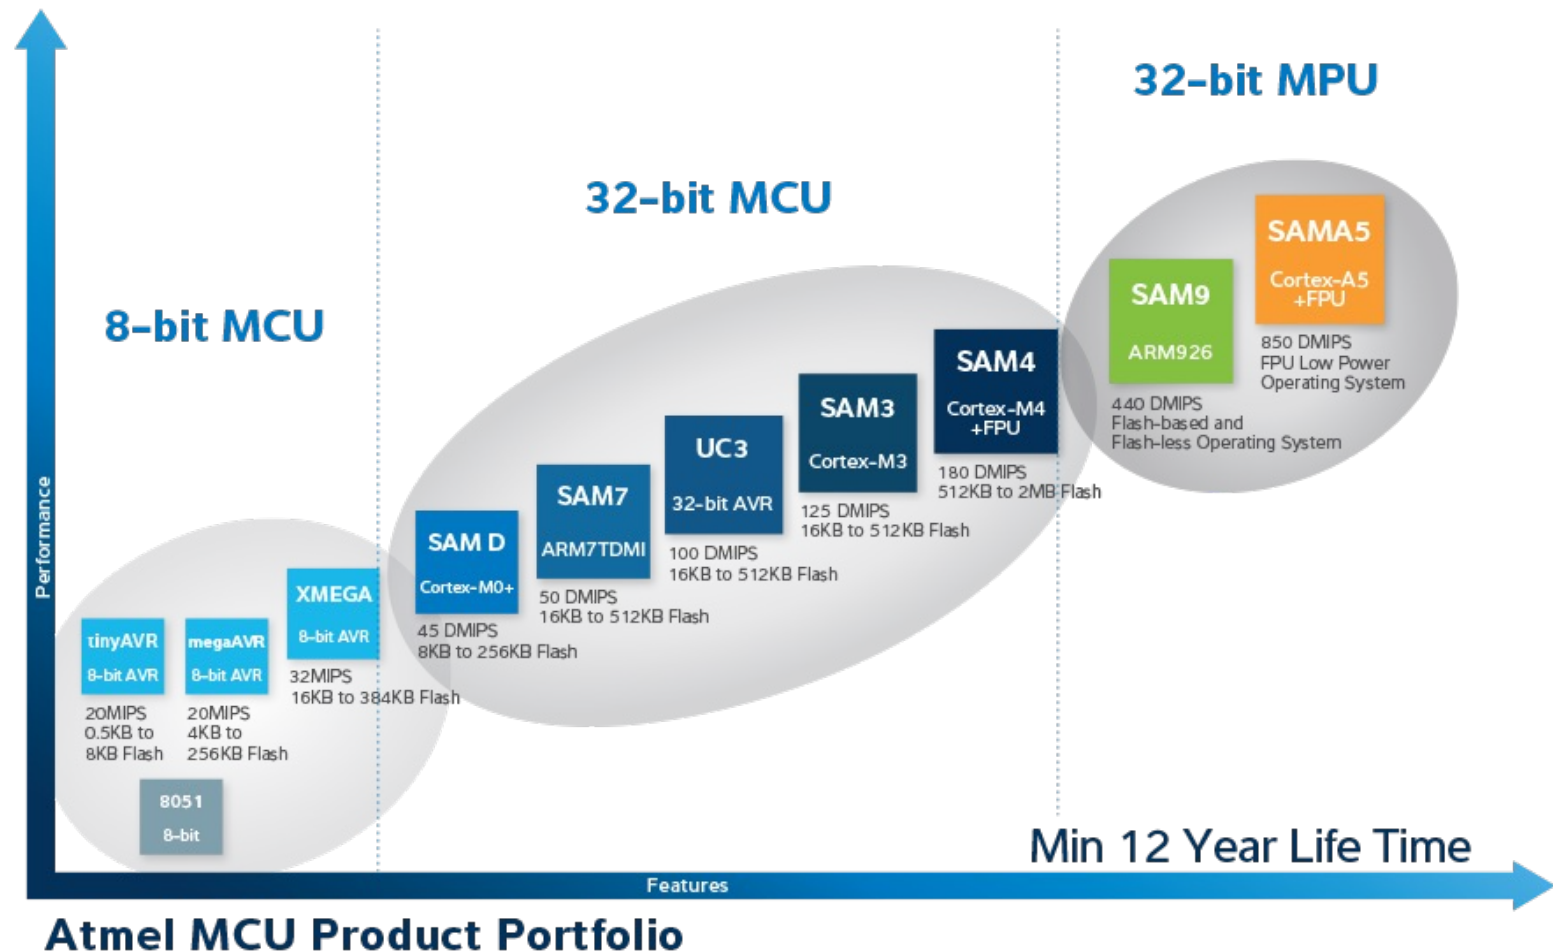 32-bit MPU
32-bit MCU
8-bit MCU
SAMA5
Cortex-A5
+FPU
850 DMIPS
FPU Low Power
Operating System
SAM9
ARM926
440 DMIPS
Flash-based and
Flash-less Operating System
SAM4
Cortex-M4
+FPU
180 DMIPS
512KB to 2MB Flash
SAM3
Cortex-M3
125 DMIPS
16KB to 512KB Flash
UC3
32-bit AVR
100 DMIPS
16KB to 512KB Flash
SAM7
ARM7TDMI
50 DMIPS
16KB to 512KB Flash
SAM D
Cortex-M0+
45 DMIPS
8KB to 256KB Flash
XMEGA
8-bit AVR
32MIPS
16KB to 384KB Flash
tinyAVR
8-bit AVR
20MIPS
0.5KB to
8KB Flash
megaAVR
8-bit AVR
20MIPS
4KB to
256KB Flash
8051
8-bit
Performance
Min 12 Year Life Time
Features
Atmel MCU Product Portfolio